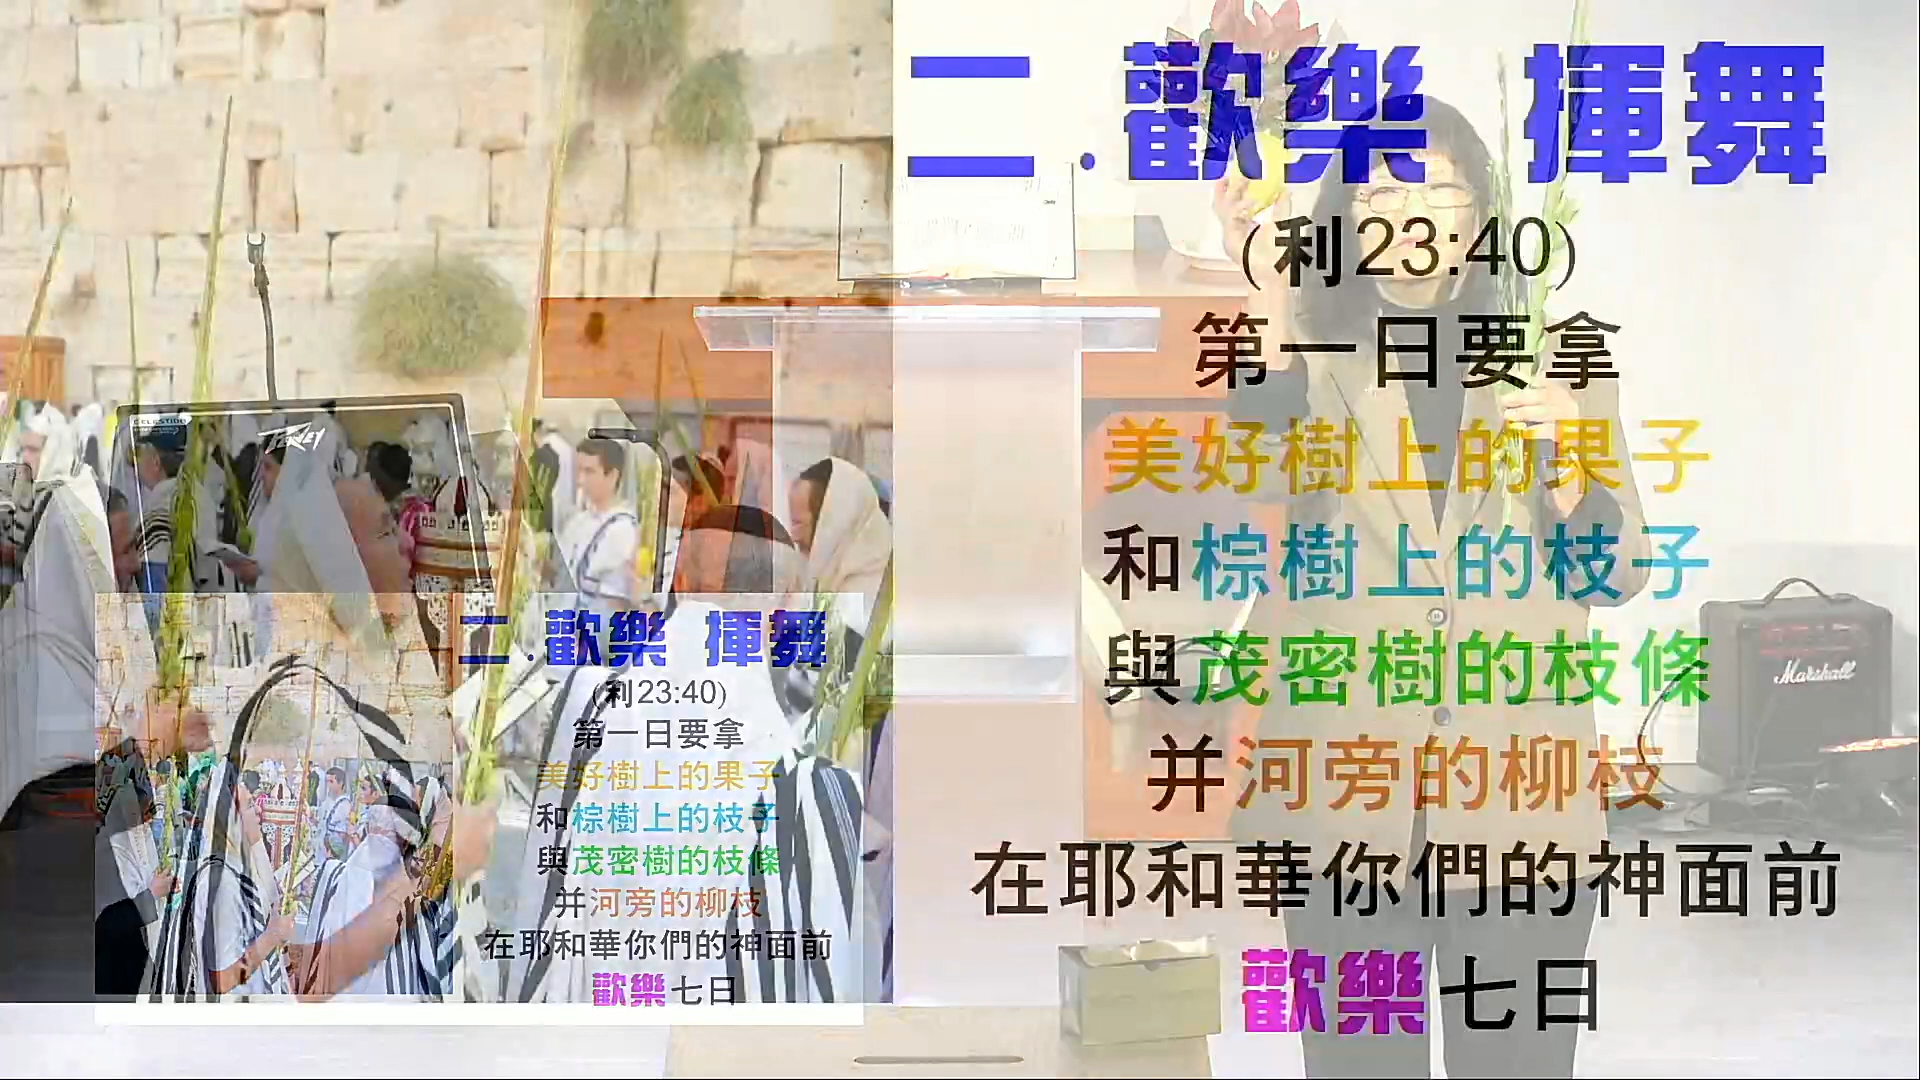 二.歡樂 揮舞
(利23:40)
第一日要拿
美好樹上的果子
和棕樹上的枝子
與茂密樹的枝條
并河旁的柳枝
在耶和華你們的神面前
歡樂七日
CELESTION
PEAVEY
Marshall
二.歡樂 揮舞
(利23:40)
第一日要拿
美好樹上的果子
和棕樹上的枝子
與茂密樹的枝條
并河旁的柳枝
在耶和華你們的神面前
歡樂七日